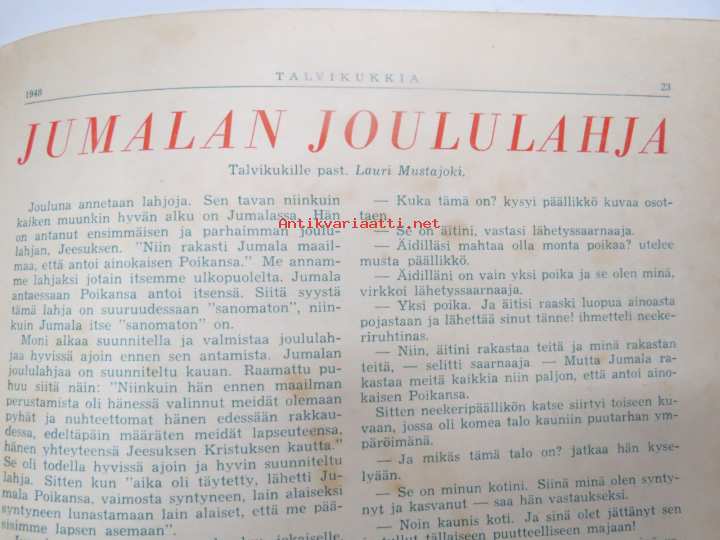 1948
TALVIKUKKIA
23
JUMALAN JOULULAHJA
Talvikukille past. Lauri Mustajoki.
Jouluna annetaan lahjoja. Sen tavan niinkuin
kaiken muunkin hyvän alku on Jumalassa. Hän
on antanut ensimmäisen ja parhaimman joulu-
lahjan, Jeesuksen. "Niin rakasti Jumala maail-
maa, että antoi ainokaisen Poikansa." Me annam-
me lahjaksi jotain itsemme ulkopuolelta. Jumala
antaessaan Poikansa antoi itsensä. Siitä syystä
tämä lahja on suuruudessaan "sanomaton", niin-
kuin Jumala itse "sanomaton" on.
Moni alkaa suunnitella ja valmistaa joululah-
jaa hyvissä ajoin ennen sen antamista. Jumalan
joululahjaa on suunniteltu kauan. Raamattu pu-
huu siitä näin: "Niinkuin hän ennen maailman
perustamista oli hänessä valinnut meidät olemaan
pyhät ja nuhteettomat hänen edessään rakkau-
dessa, edeltäpäin määräten meidät lapseuteensa,
hänen yhteyteensä Jeesuksen Kristuksen kautta."
Se oli todella hyvissä ajoin ja hyvin suunniteltu
lahja. Sitten kun "aika oli täytetty, lähetti Ju-
mala Poikansa, vaimosta syntyneen, lain alaiseksi
syntyneen lunastamaan lain alaiset, että me pää-
sisimme lapsen asemaan".
— Kuka tämä on? kysyi päällikkö kuvaa osot-
taen.
— Se on äitini, vastasi lähetyssaarnaaja.
— Äidilläsi mahtaa olla monta poikaa? utelee
musta päällikkö.
— Äidilläni on vain yksi poika ja se olen minä,
virkkoi lähetyssaarnaaja.
— Yksi poika. Ja äitisi raaski luopua ainoasta
pojastaan ja lähettää sinut tänne! ihmetteli neeke-
riruhtinas.
— Niin, äitini rakastaa teitä ja minä rakastan
teitä, — selitti saarnaaja. — Mutta Jumala ra-
kastaa meitä kaikkia niin paljon, että antoi aino-
kaisen Poikansa.
Sitten neekeripäällikön katse siirtyi toiseen ku-
vaan, jossa oli komea talo kauniin puutarhan ym-
päröimänä.
— Ja mikäs tämä talo on? jatkaa hän kyse-
lyään.
— Se on minun kotini. Siinä minä olen synty-
nyt ja kasvanut — saa hän vastaukseksi.
— Noin kaunis koti. Ja sinä olet jättänyt sen
tullut tällaiseen puutteelliseen majaan!
Antikvariaatti.net